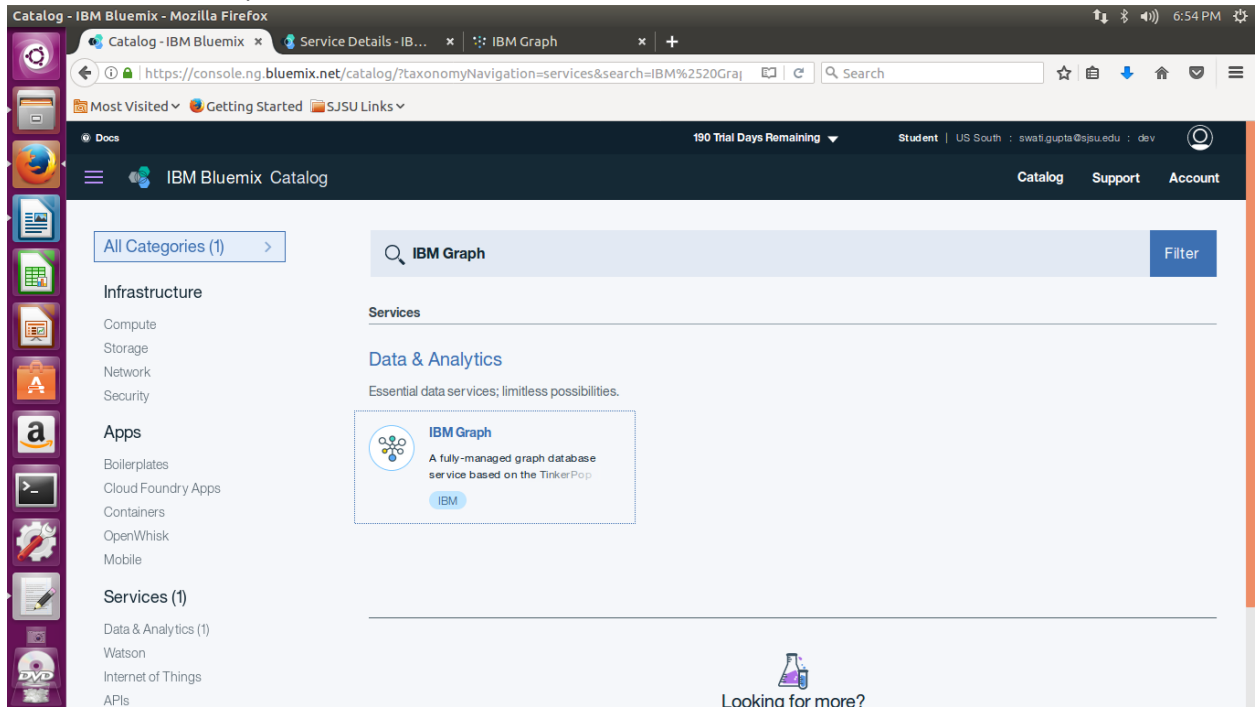 Catalog - IBM Bluemix - Mozilla Firefox
6:54 PM
Catalog - IBM Bluemix × Service Details - IB... × IBM Graph × +
https://console.ng.bluemix.net/catalog/?taxonomyNavigation=services&search=IBM%2520Gra
Search
Most Visited Getting Started SJSU Links
Docs 190 Trial Days Remaining Student | US South : swati.gupta@sjsu.edu : dev
IBM Bluemix Catalog Catalog Support Account
All Categories (1) >
IBM Graph Filter
Infrastructure
Compute
Storage
Network
Security
Apps
Boilerplates
Cloud Foundry Apps
Containers
OpenWhisk
Mobile
Services (1)
Data & Analytics (1)
Watson
Internet of Things
APIs
Services
Data & Analytics
Essential data services; limitless possibilities.
IBM Graph
A fully-managed graph database
service based on the TinkerPop
IBM
Looking for more?
a
>_
DVD